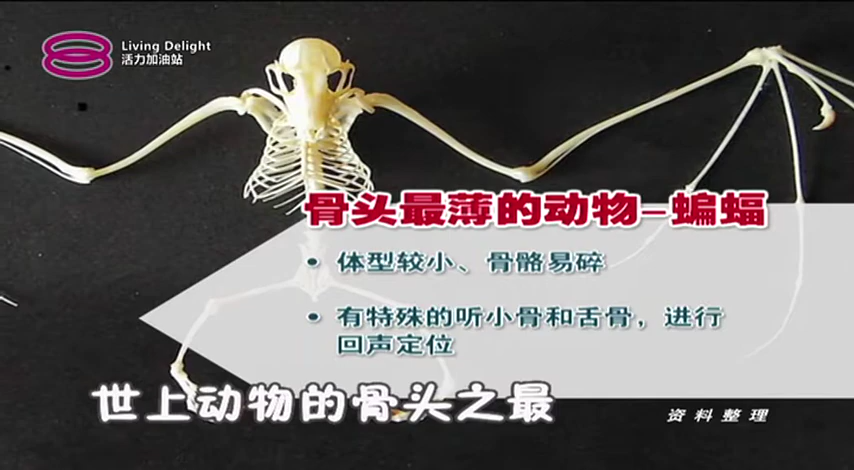 Living Delight
活力加油站
骨头最薄的动物-蝙蝠
• 体型较小、骨骼易碎
• 有特殊的听小骨和舌骨，进行
回声定位
世上动物的骨头之最
资料整理